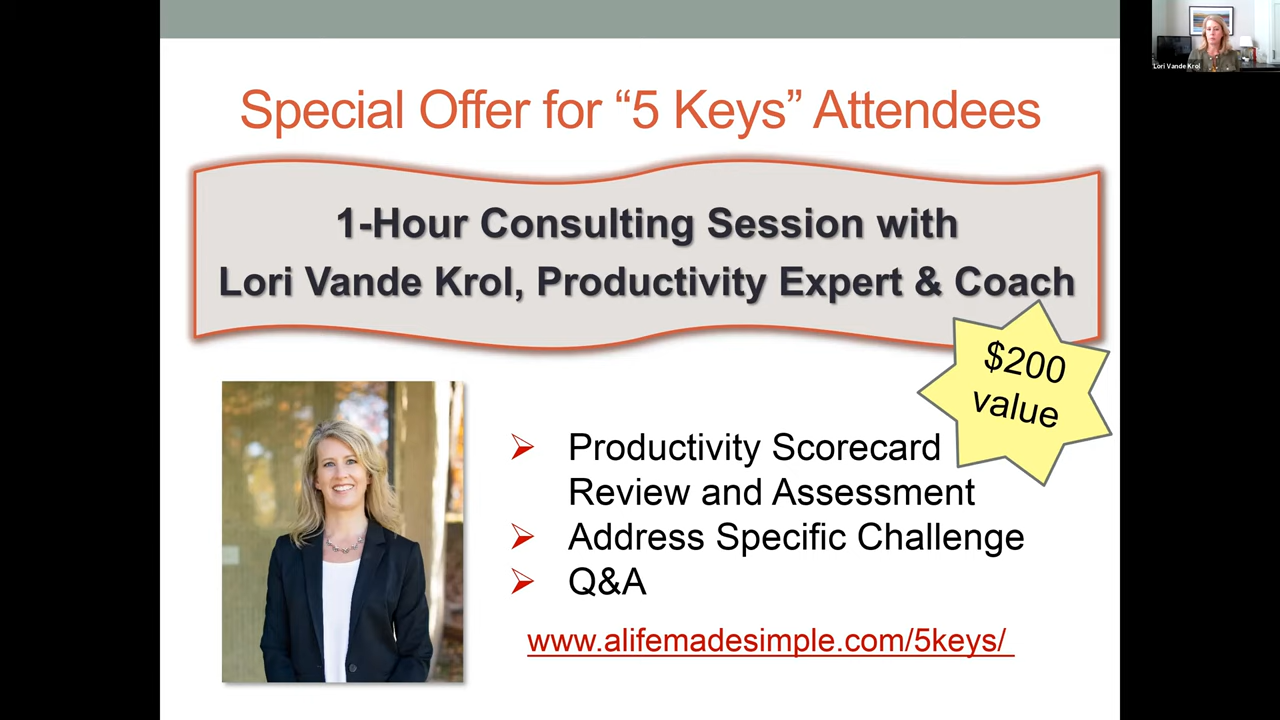 Special Offer for “5 Keys” Attendees
1-Hour Consulting Session with
Lori Vande Krol, Productivity Expert & Coach
$200
value
Productivity Scorecard
Review and Assessment
Address Specific Challenge
Q&A
www.alifemadesimple.com/5keys/
Lori Vande Krol